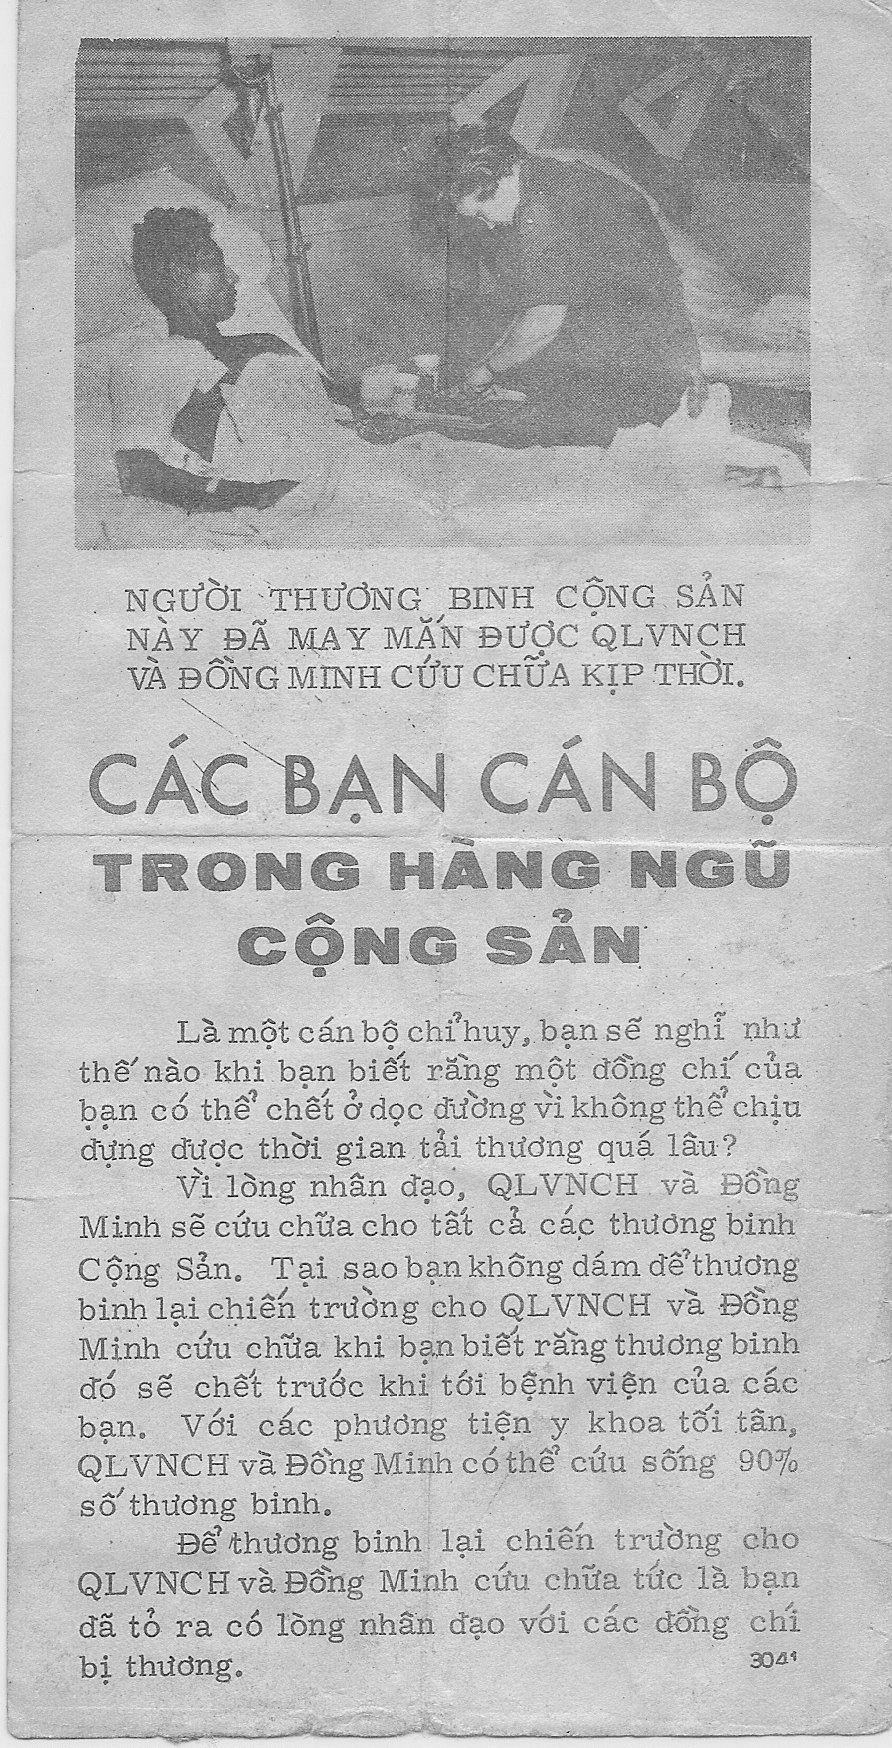 NGƯỜI THƯƠNG BINH CỘNG SẢN
NÀY ĐÃ MAY MẮN ĐƯỢC QLVNCH
VÀ ĐỒNG MINH CỨU CHỮA KỊP THỜI.
CÁC BẠN CÁN BỘ
TRONG HÀNG NGŨ
CỘNG SẢN
Là một cán bộ chỉ huy, bạn sẽ nghĩ như
thế nào khi bạn biết rằng một đồng chí của
bạn có thể chết ở dọc đường vì không thể chịu
đựng được thời gian tải thương quá lâu?
Vì lòng nhân đạo, QLVNCH và Đồng
Minh sẽ cứu chữa cho tất cả các thương binh
Cộng Sản. Tại sao bạn không dám để thương
binh lại chiến trường cho QLVNCH và Đồng
Minh cứu chữa khi bạn biết rằng thương binh
đó sẽ chết trước khi tới bệnh viện của các
bạn. Với các phương tiện y khoa tối tân,
QLVNCH và Đồng Minh có thể cứu sống 90%
số thương binh.
Để thương binh lại chiến trường cho
QLVNCH và Đồng Minh cứu chữa tức là bạn
đã tỏ ra có lòng nhân đạo với các đồng chí
bị thương.
3041